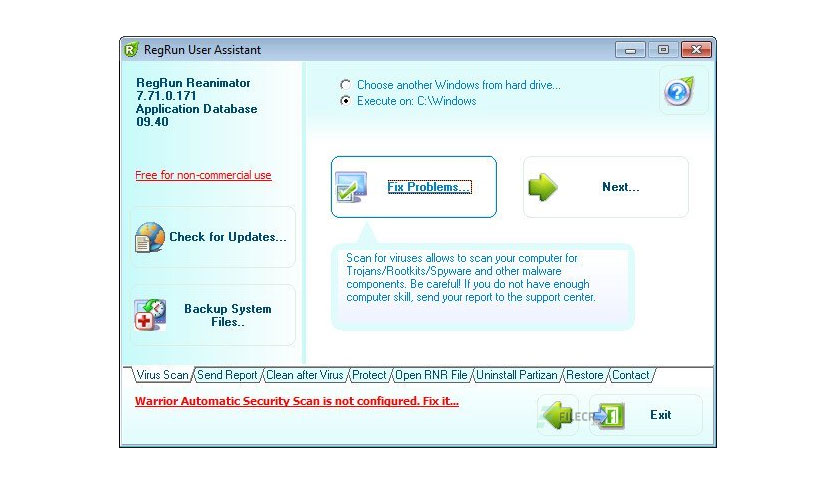 RegRun User Assistant
RegRun Reanimator
7.71.0.171
Application Database
09.40
Free for non-commercial use
Check for Updates...
Backup System
Files..
Choose another Windows from hard drive...
Execute on: C:\Windows
Fix Problems...
Next...
Scan for viruses allows to scan your computer for
Trojans/Rootkits/Spyware and other malware
components. Be careful! If you do not have enough
computer skill, send your report to the support center.
Virus Scan Send Report Clean after Virus Protect Open RNR File Uninstall Partizan Restore Contact
Warrior Automatic Security Scan is not configured. Fix it...
Exit